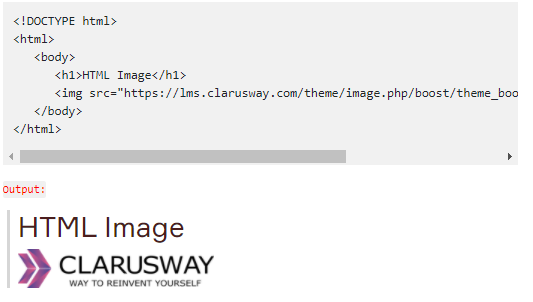 <!DOCTYPE html>
<html>
<body>
<h1>HTML Image</h1>
<img src="https://lms.clarusway.com/theme/image.php/boost/theme_boo
</body>
</html>
Output:
HTML Image
CLARUSWAY
WAY TO REINVENT YOURSELF